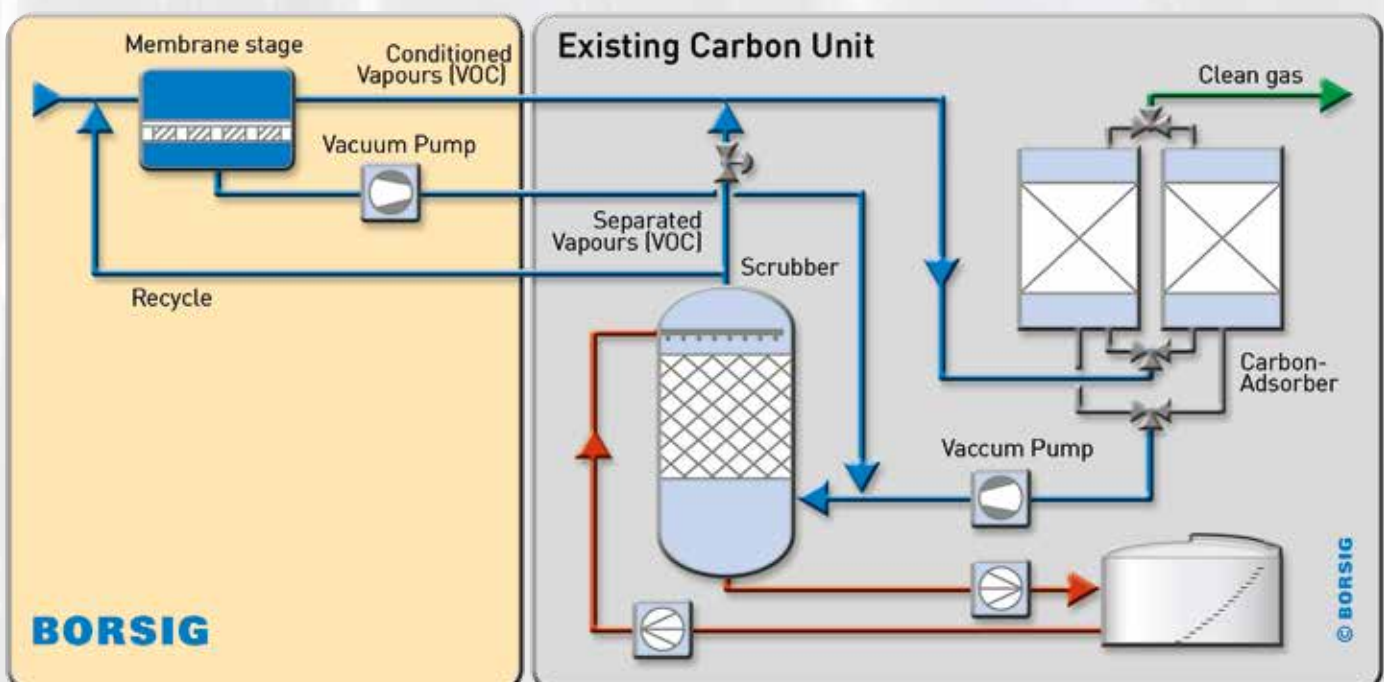 Membrane stage
Conditioned
Vapours (VOC)
Existing Carbon Unit
Clean gas
Vacuum Pump
Separated
Vapours (VOC)
Scrubber
Recycle
Carbon-
Adsorber
Vaccum Pump
BORSIG
© BORSIG